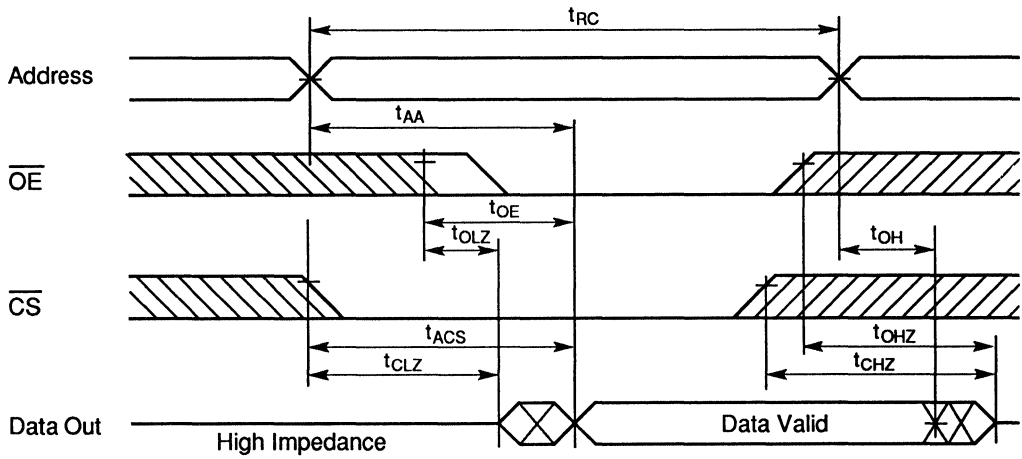 tRC
Address
tAA
OE
tOE
tOLZ
tOH
CS
tACS
tOHZ
tCLZ
tCHZ
Data Out
High Impedance
Data Valid